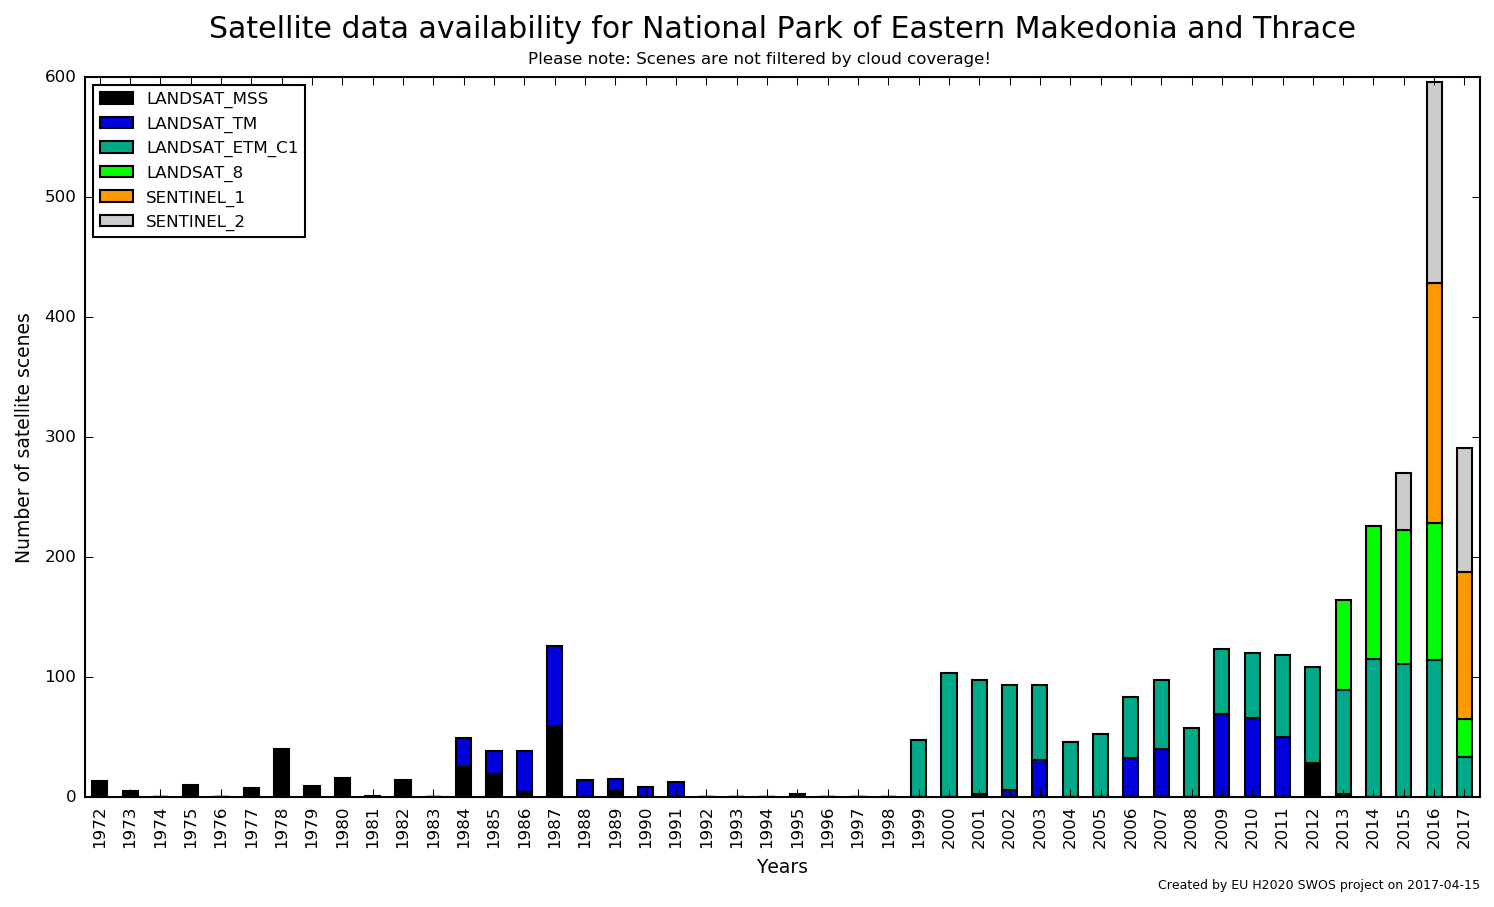 Satellite data availability for National Park of Eastern Makedonia and Thrace
Please note: Scenes are not filtered by cloud coverage!
600
500
400
300
200
100
0
Number of satellite scenes
LANDSAT_MSS
LANDSAT_TM
LANDSAT_ETM_C1
LANDSAT_8
SENTINEL_1
SENTINEL_2
1972 1973 1974 1975 1976 1977 1978 1979 1980 1981 1982 1983 1984 1985 1986 1987 1988 1989 1990 1991 1992 1993 1994 1995 1996 1997 1998 1999 2000 2001 2002 2003 2004 2005 2006 2007 2008 2009 2010 2011 2012 2013 2014 2015 2016 2017
Years
Created by EU H2020 SWOS project on 2017-04-15